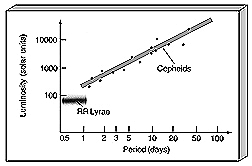 Luminosity (solar units)
10000
1000
100
Cepheids
RR Lyrae
0.5 1 2 3 5 10 20 30 50 100
Period (days)